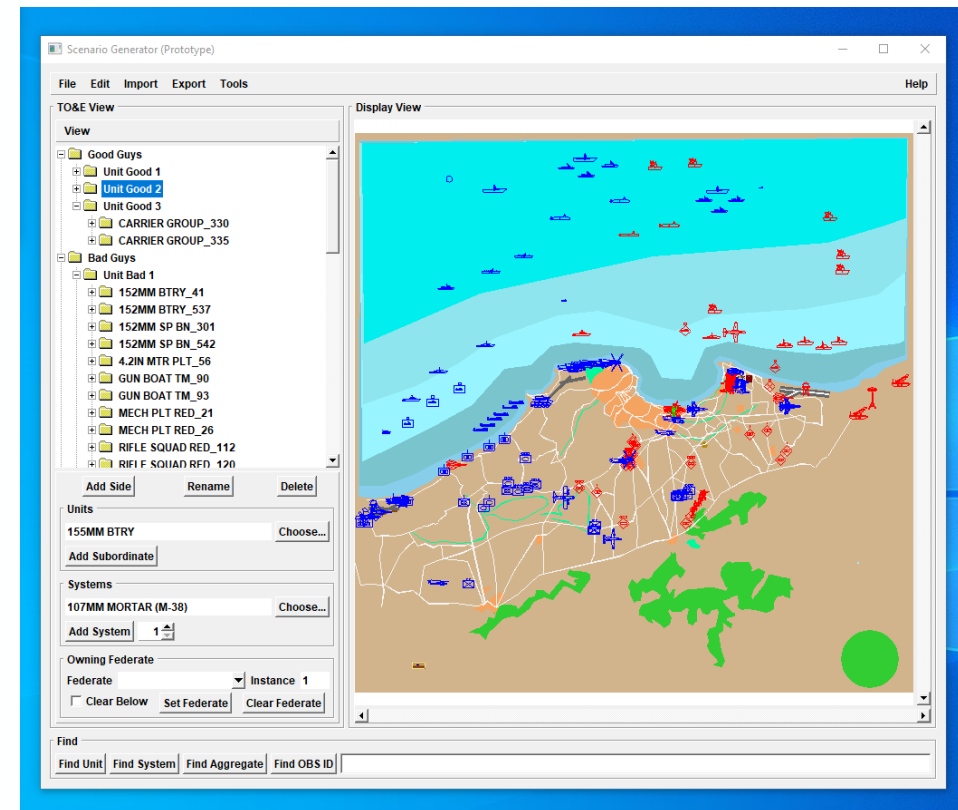 Scenario Generator (Prototype)
File Edit Import Export Tools Help
TO&E View
Display View
View
Good Guys
Unit Good 1
Unit Good 2
Unit Good 3
CARRIER GROUP_330
CARRIER GROUP_335
Bad Guys
Unit Bad 1
152MM BTRY_41
152MM BTRY_537
152MM SP BN_301
152MM SP BN_542
4.2IN MTR PLT_56
GUN BOAT TM_90
GUN BOAT TM_93
MECH PLT RED_21
MECH PLT RED_26
RIFLE SQUAD RED_112
RIFLE SQUAD RED_120
Add Side Rename Delete
Units
155MM BTRY Choose...
Add Subordinate
Systems
107MM MORTAR (M-38) Choose...
Add System 1
Owning Federate
Federate Instance 1
Clear Below Set Federate Clear Federate
Find
Find Unit Find System Find Aggregate Find OBS ID